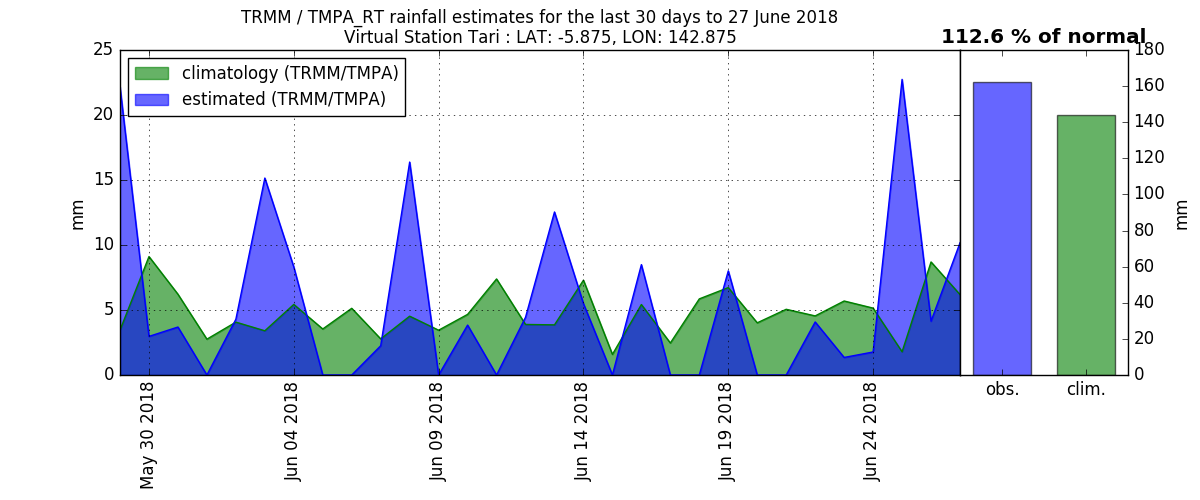 TRMM / TMPA_RT rainfall estimates for the last 30 days to 27 June 2018
Virtual Station Tari : LAT: -5.875, LON: 142.875
112.6 % of normal
climatology (TRMM/TMPA)
estimated (TRMM/TMPA)
25
20
15
10
5
0
mm
May 30 2018
Jun 04 2018
Jun 09 2018
Jun 14 2018
Jun 19 2018
Jun 24 2018
180
160
140
120
100
80
60
40
20
0
mm
obs.
clim.